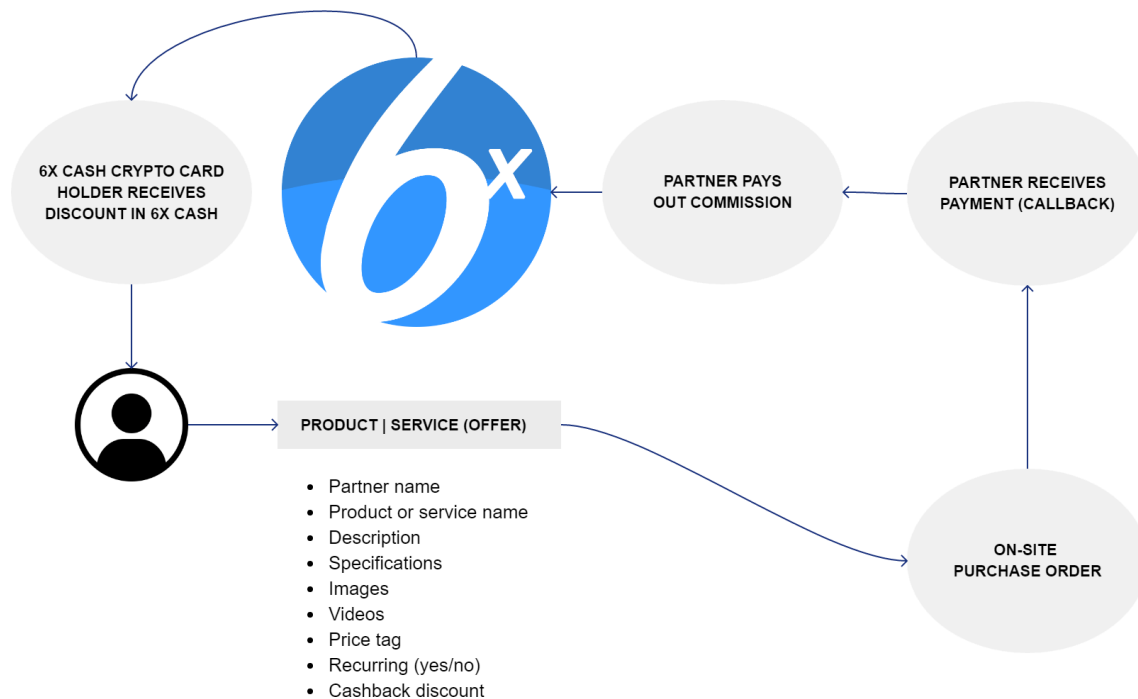 6x
6X CASH CRYPTO CARD
HOLDER RECEIVES
DISCOUNT IN 6X CASH
PARTNER PAYS
OUT COMMISSION
PARTNER RECEIVES
PAYMENT (CALLBACK)
PRODUCT | SERVICE (OFFER)
• Partner name
• Product or service name
• Description
• Specifications
• Images
• Videos
• Price tag
• Recurring (yes/no)
• Cashback discount
ON-SITE
PURCHASE ORDER